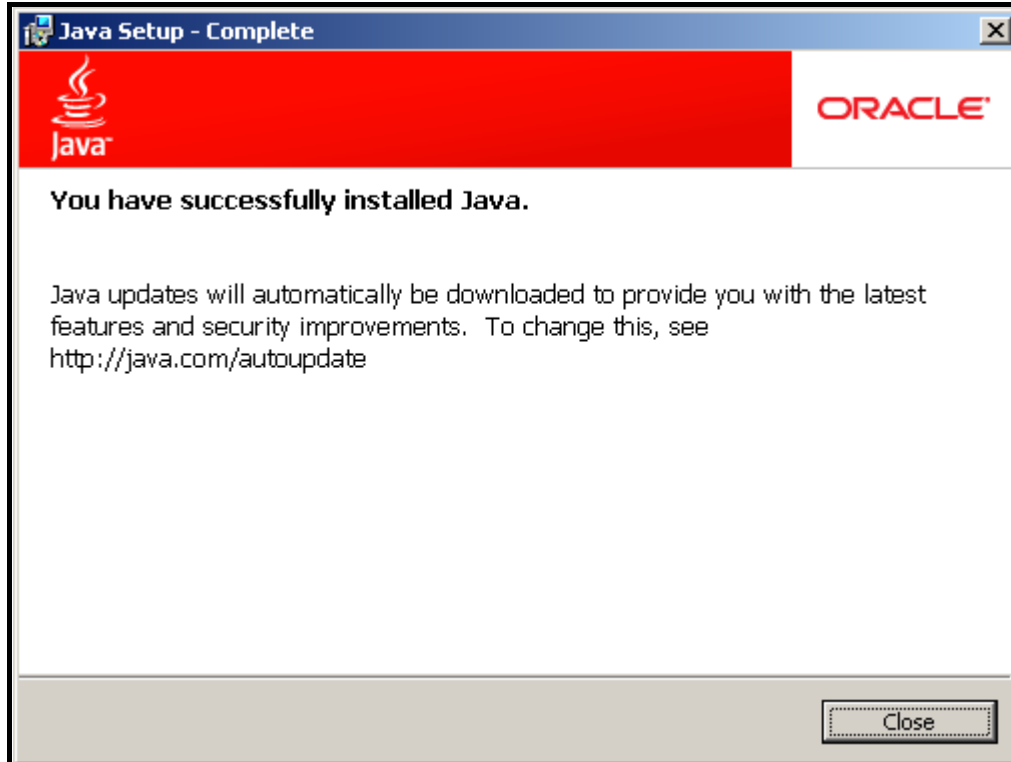 Java Setup - Complete
Java™
ORACLE®
You have successfully installed Java.
Java updates will automatically be downloaded to provide you with the latest
features and security improvements.  To change this, see
http://java.com/autoupdate
Close